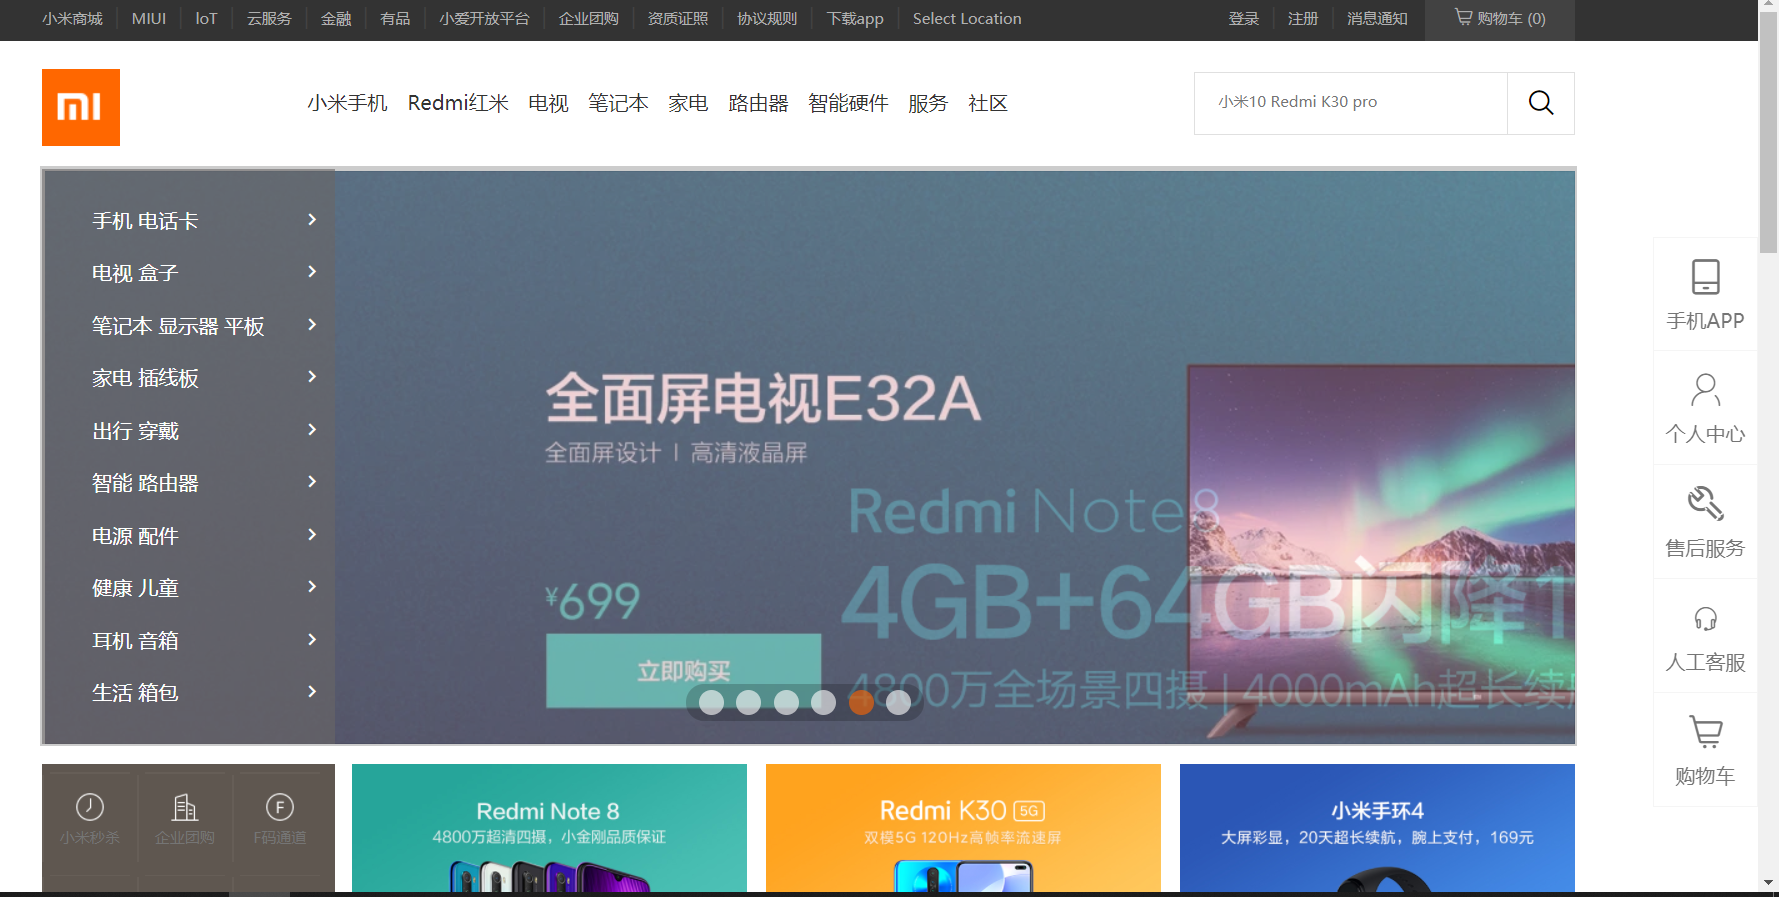 小米商城 MIUI loT 云服务 金融 有品 小爱开放平台 企业团购 资质证照 协议规则 下载app Select Location 登录 注册 消息通知 购物车 (0)
小米手机 Redmi红米 电视 笔记本 家电 路由器 智能硬件 服务 社区
小米10 Redmi K30 pro
手机 电话卡
电视 盒子
笔记本 显示器 平板
家电 插线板
出行 穿戴
智能 路由器
电源 配件
健康 儿童
耳机 音箱
生活 箱包
全面屏电视E32A
全面屏设计 | 高清液晶屏
¥699
立即购买
Redmi Note8
4GB+64GB闪降1
4800万全场景四摄 | 4000mAh超长续
手机APP
个人中心
售后服务
人工客服
购物车
小米秒杀 企业团购 F码通道
Redmi Note 8
4800万超清四摄，小金刚品质保证
Redmi K30 5G
双模5G 120Hz高帧率流速屏
小米手环4
大屏彩显，20天超长续航，腕上支付，169元